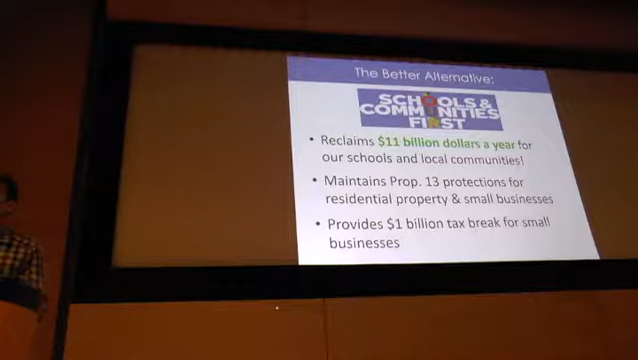 The Better Alternative:
SCHOOLS &
COMMUNITIES
FIRST
• Reclaims $11 billion dollars a year for
our schools and local communities!
• Maintains Prop. 13 protections for
residential property & small businesses
• Provides $1 billion tax break for small
businesses